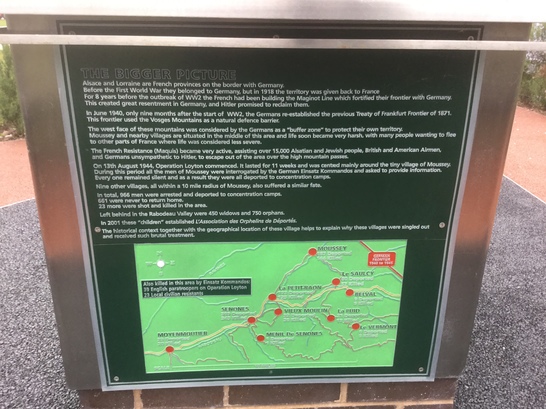 THE BIGGER PICTURE
Alsace and Lorraine are French provinces on the border with Germany.
Before the First World War they belonged to Germany, but in 1918 the territory was given back to France
For 8 years before the outbreak of WW2 the French had been building the Maginot Line which fortified their frontier with Germany.
This created great resentment in Germany, and Hitler promised to reclaim them.
In June 1940, only nine months after the start of WW2, the Germans re-established the previous Treaty of Frankfurt Frontier of 1871.
This frontier used the Vosges Mountains as a natural defence barrier.
The west face of these mountains was considered by the Germans as a "buffer zone" to protect their own territory.
Moussey and nearby villages are situated in the middle of this area and life soon became very harsh, with many people wanting to flee
to other parts of France where life was considered less severe.
The French Resistance (Maquis) became very active, assisting over 15,000 Alsatian and Jewish people, British and American Airmen,
and Germans unsympathetic to Hitler, to escape out of the area over the high mountain passes.
On 13th August 1944, Operation Loyton commenced. It lasted for 11 weeks and was centred mainly around the tiny village of Moussey.
During this period all the men of Moussey were interrogated by the German Einsatz Kommandos and asked to provide information.
Every one remained silent and as a result they were all deported to concentration camps.
Nine other villages, all within a 10 mile radius of Moussey, also suffered a similar fate.
In total, 966 men were arrested and deported to concentration camps.
661 were never to return home.
23 more were shot and killed in the area.
Left behind in the Rabodeau Valley were 450 widows and 750 orphans.
In 2001 these "children" established L'Association des Orphelins de Déportés.
The historical context together with the geographical location of these village helps to explain why these villages were singled out
and received such brutal treatment.
MOUSSEY
GERMAN
FRONTIER
Le SAULCY
Also killed in this area by Einsatz Kommandos:
English paratroopers on Operation Loyton
Local civilian resistants
BELVAL
SENONES
VIEUX MOULIN
MOYENMOUTIER
MENIL De SENONES
Le VERMONT